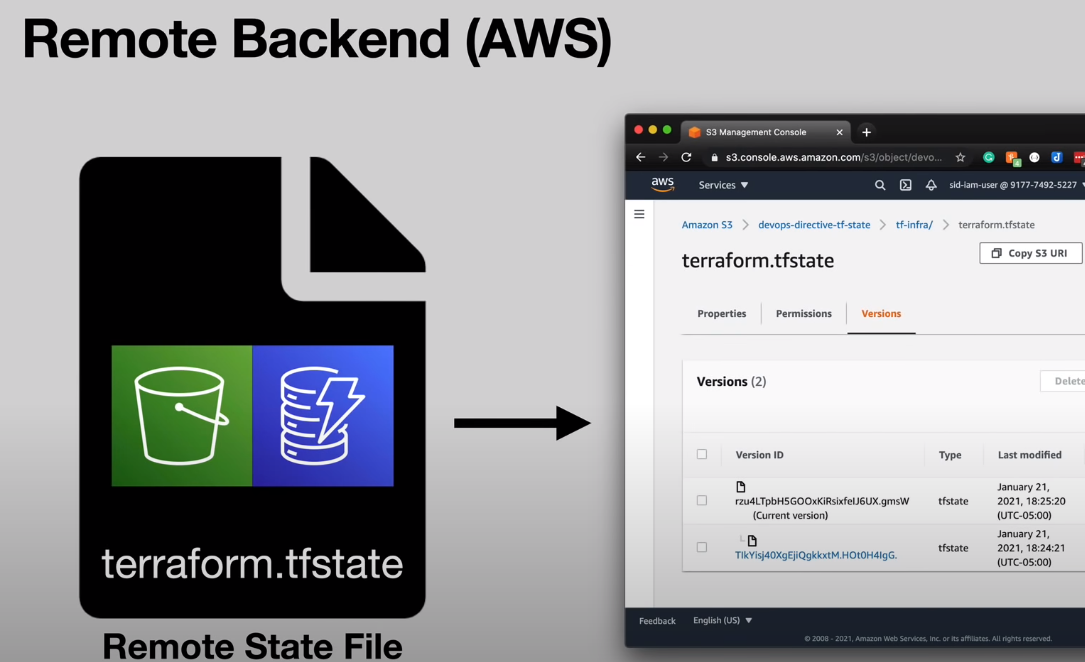 Remote Backend (AWS)
S3 Management Console
s3.console.aws.amazon.com/s3/object/devo...
aws
Services
sid-iam-user @ 9177-7492-5227
Amazon S3
devops-directive-tf-state
tf-infra/
terraform.tfstate
terraform.tfstate
Copy S3 URI
Properties
Permissions
Versions
Versions (2)
Delete
Version ID
Type
Last modified
rzu4LTpbH5GOOxKiRsixfeIJ6UX.gmsW
(Current version)
tfstate
January 21,
2021, 18:25:20
(UTC-05:00)
TlkYisj40XgEjiQgkkxtM.HOt0H4IgG.
tfstate
January 21,
2021, 18:24:21
(UTC-05:00)
Feedback
English (US)
© 2008 - 2021, Amazon Web Services, Inc. or its affiliates. All rights reserved.
terraform.tfstate
Remote State File